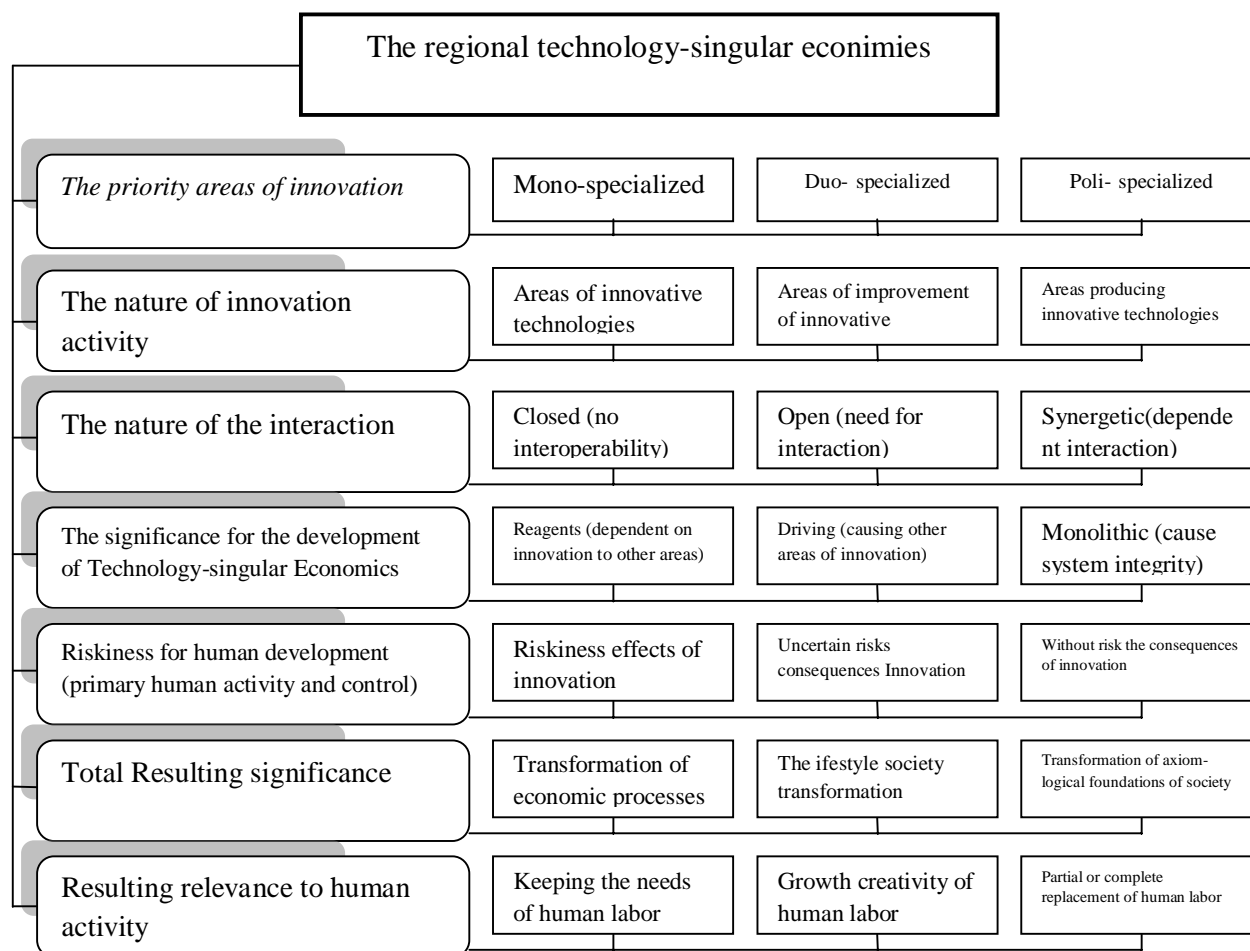 The regional technology-singular econimies
The priority areas of innovation
Mono-specialized
Duo- specialized
Poli- specialized
The nature of innovation
activity
Areas of innovative
technologies
Areas of improvement
of innovative
Areas producing
innovative technologies
The nature of the interaction
Closed (no
interoperability)
Open (need for
interaction)
Synergetic(depende
nt interaction)
The significance for the development
of Technology-singular Economics
Reagents (dependent on
innovation to other areas)
Driving (causing other
areas of innovation)
Monolithic (cause
system integrity)
Riskiness for human development
(primary human activity and control)
Riskiness effects of
innovation
Uncertain risks
consequences Innovation
Without risk the consequences
of innovation
Total Resulting significance
Transformation of
economic processes
The ifestyle society
transformation
Transformation of axiom-
logical foundations of society
Resulting relevance to human
activity
Keeping the needs
of human labor
Growth creativity of
human labor
Partial or complete
replacement of human labor